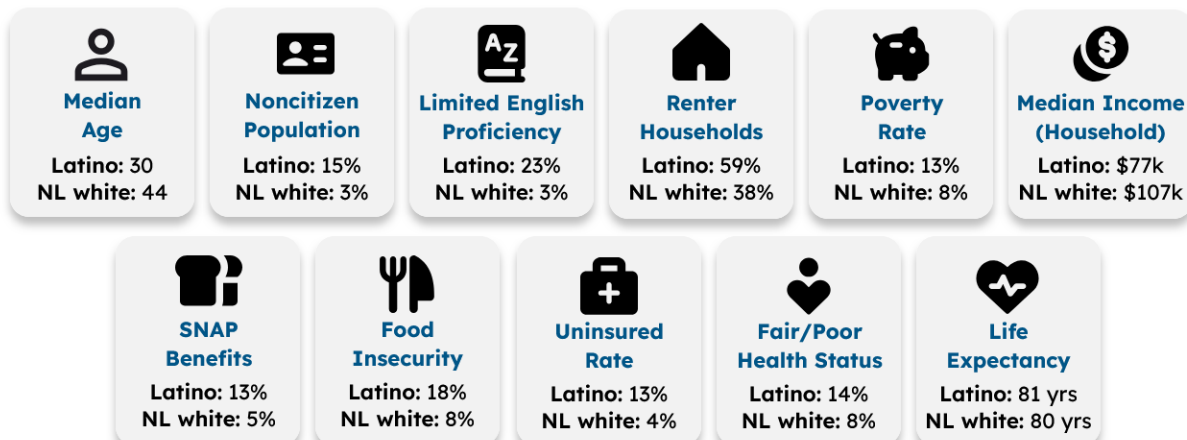 Median
Age
Latino: 30
NL white: 44
Noncitizen
Population
Latino: 15%
NL white: 3%
AZ
Limited English
Proficiency
Latino: 23%
NL white: 3%
Renter
Households
Latino: 59%
NL white: 38%
Poverty
Rate
Latino: 13%
NL white: 8%
$
Median Income
(Household)
Latino: $77k
NL white: $107k
SNAP
Benefits
Latino: 13%
NL white: 5%
Food
Insecurity
Latino: 18%
NL white: 8%
Uninsured
Rate
Latino: 13%
NL white: 4%
Fair/Poor
Health Status
Latino: 14%
NL white: 8%
Life
Expectancy
Latino: 81 yrs
NL white: 80 yrs